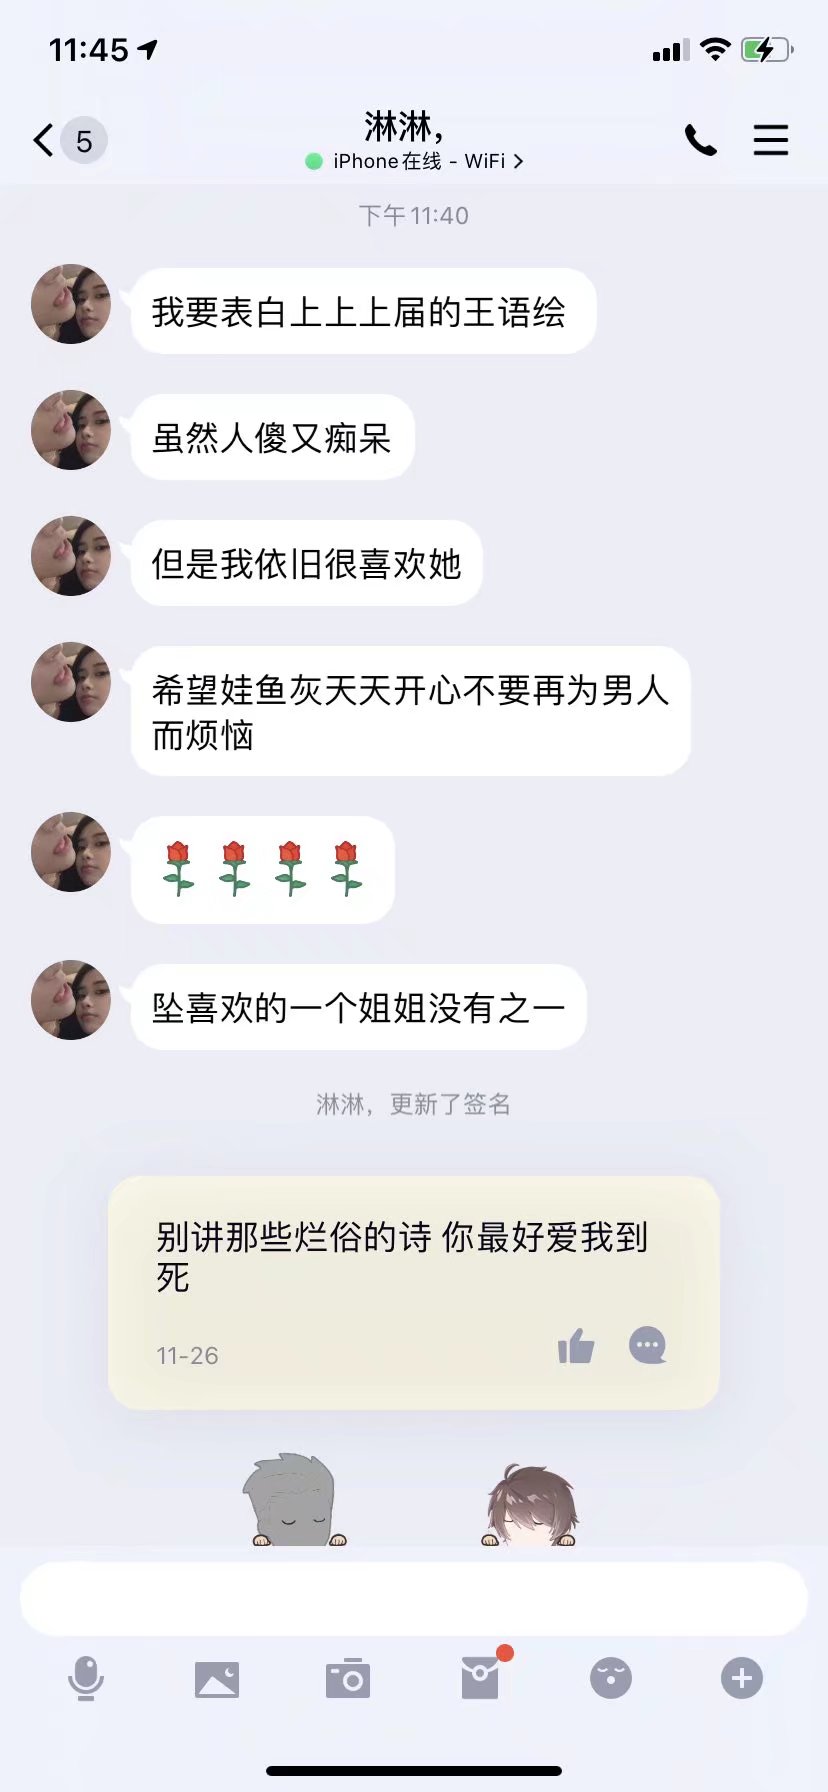 11:45
5
淋淋，
iPhone在线 - WiFi
下午11:40
我要表白上上上届的王语绘
虽然人傻又痴呆
但是我依旧很喜欢她
希望娃鱼灰天天开心不要再为男人
而烦恼
坠喜欢的一个姐姐没有之一
淋淋，更新了签名
别讲那些烂俗的诗 你最好爱我到
死
11-26